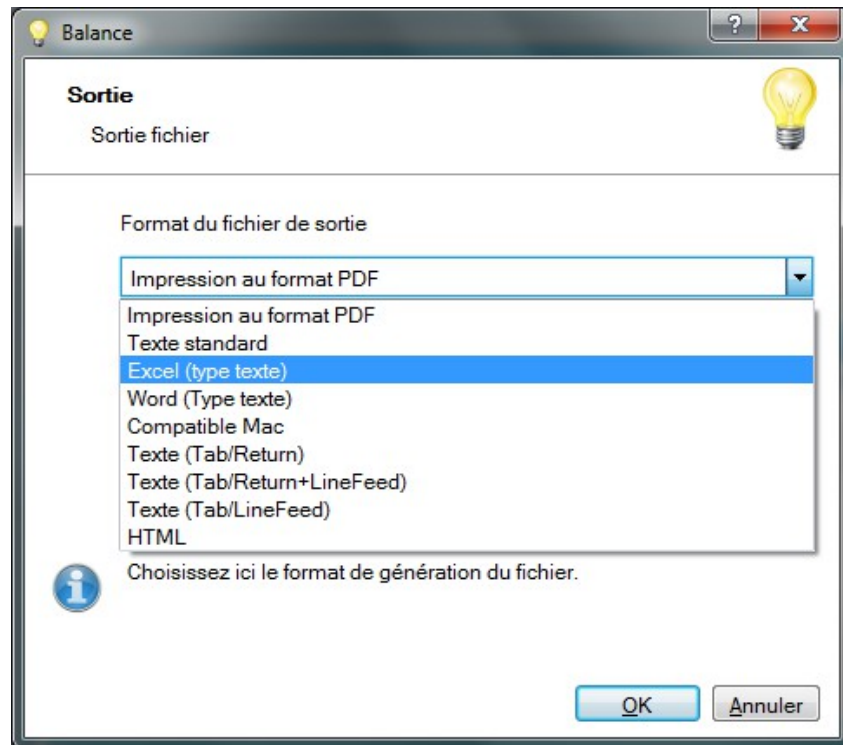 Balance
?
X
Sortie
Sortie fichier
Format du fichier de sortie
Impression au format PDF
Impression au format PDF
Texte standard
Excel (type texte)
Word (Type texte)
Compatible Mac
Texte (Tab/Return)
Texte (Tab/Return+LineFeed)
Texte (Tab/LineFeed)
HTML
Choisissez ici le format de génération du fichier.
OK
Annuler